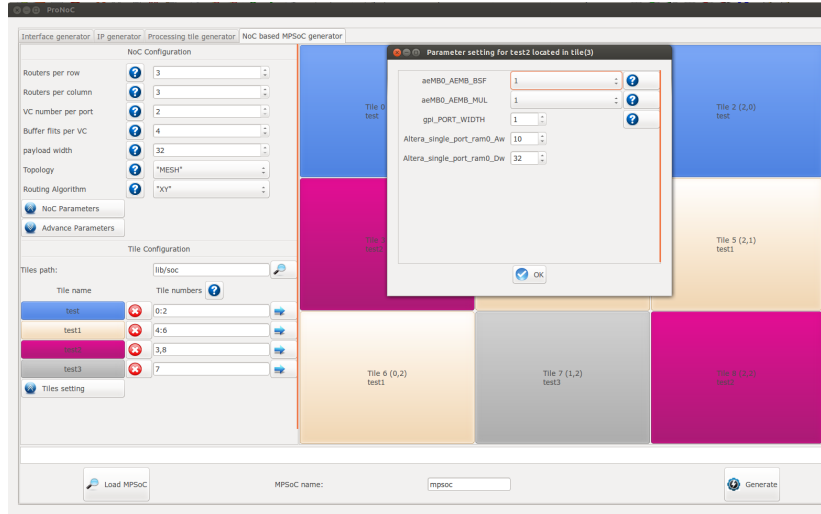 ProNoC
Interface generator IP generator Processing tile generator NoC based MPSoC generator
NoC Configuration
Routers per row 3
Routers per column 3
VC number per port 2
Buffer flits per VC 4
payload width 32
Topology "MESH"
Routing Algorithm "XY"
NoC Parameters
Advance Parameters
Tile Configuration
Tiles path: lib/soc
Tile name Tile numbers
test 0:2
test1 4:6
test2 3,8
test3 7
Tiles setting
Parameter setting for test2 located in tile(3)
aeMB0_AEMB_BSF 1
aeMB0_AEMB_MUL 1
gpi_PORT_WIDTH 1
Altera_single_port_ram0_Aw 10
Altera_single_port_ram0_Dw 32
OK
Tile 0
test
Tile 2 (2,0)
test
Tile 5 (2,1)
test1
Tile 6 (0,2)
test1
Tile 7 (1,2)
test3
Tile 8 (2,2)
test2
Load MPSoC
MPSoC name: mpsoc
Generate